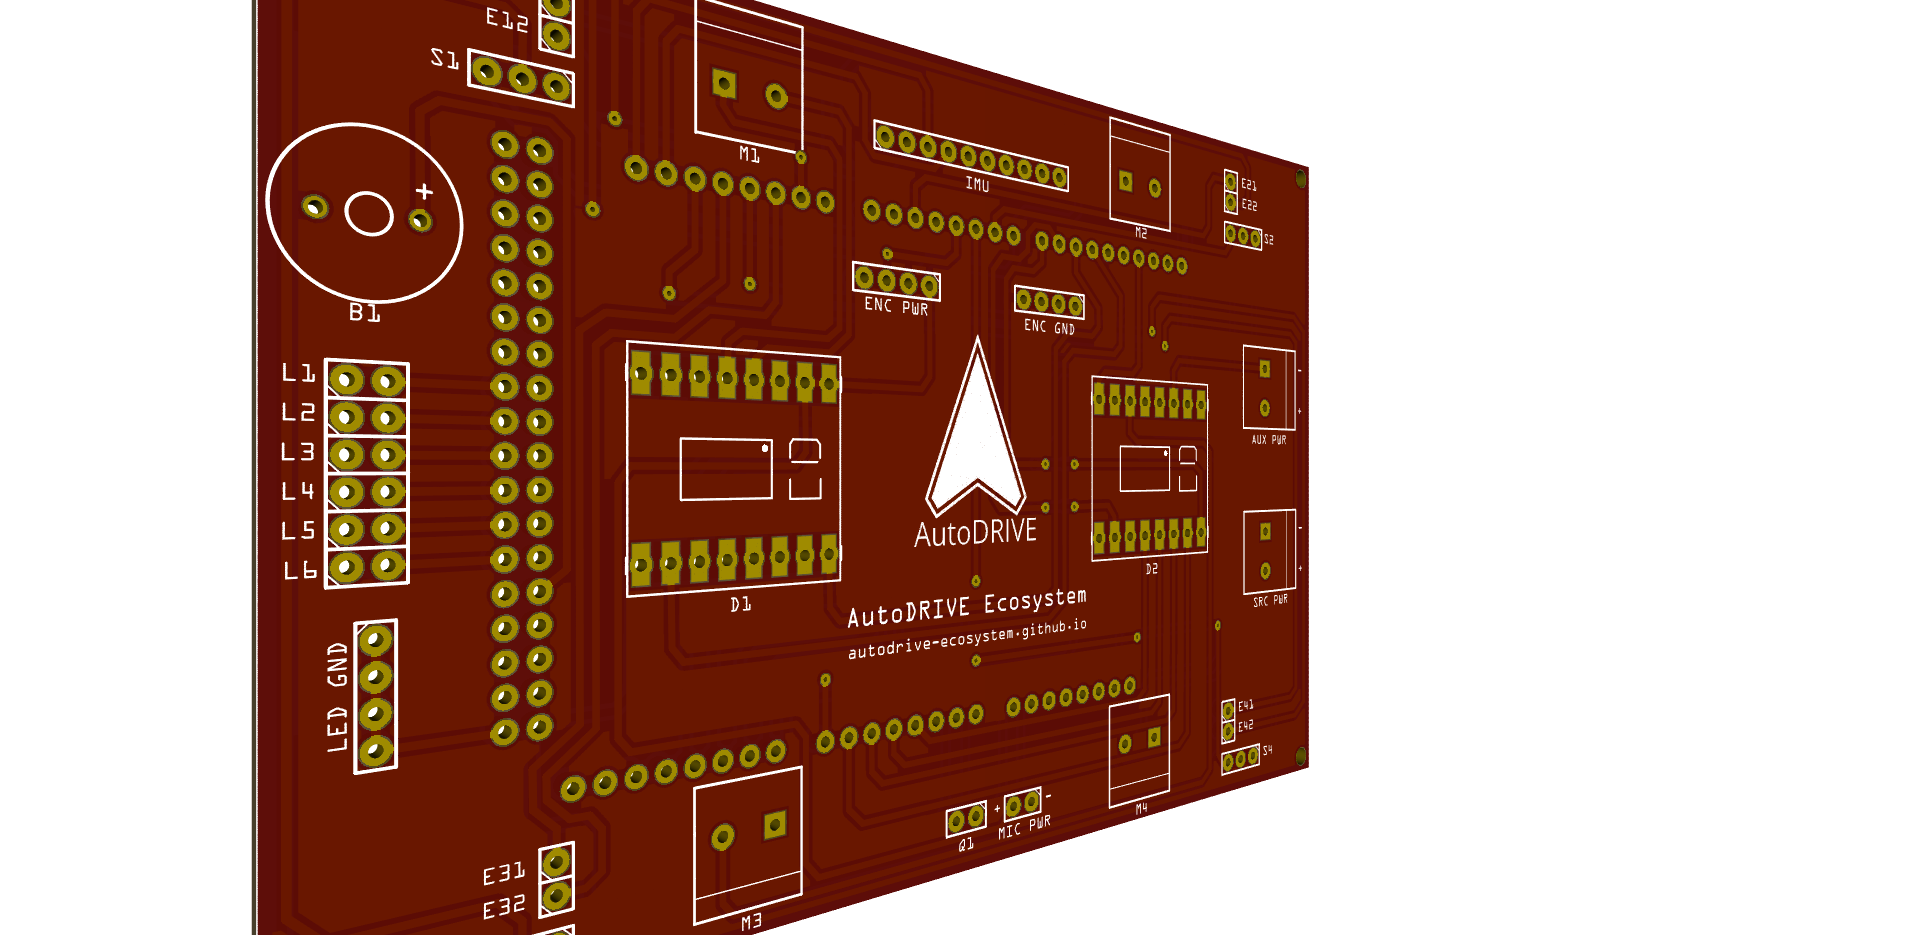 E12
S1
M1
IMU
M2
E21
E22
S2
+
B1
ENC PWR
ENC GND
L1
L2
L3
L4
L5
L6
-
+
AUX PWR
AutoDRIVE
-
+
SRC PWR
D1
D2
AutoDRIVE Ecosystem
autodrive-ecosystem.github.io
LED GND
E41
E42
S4
M4
+
-
MIC PWR
Q1
E31
E32
M3